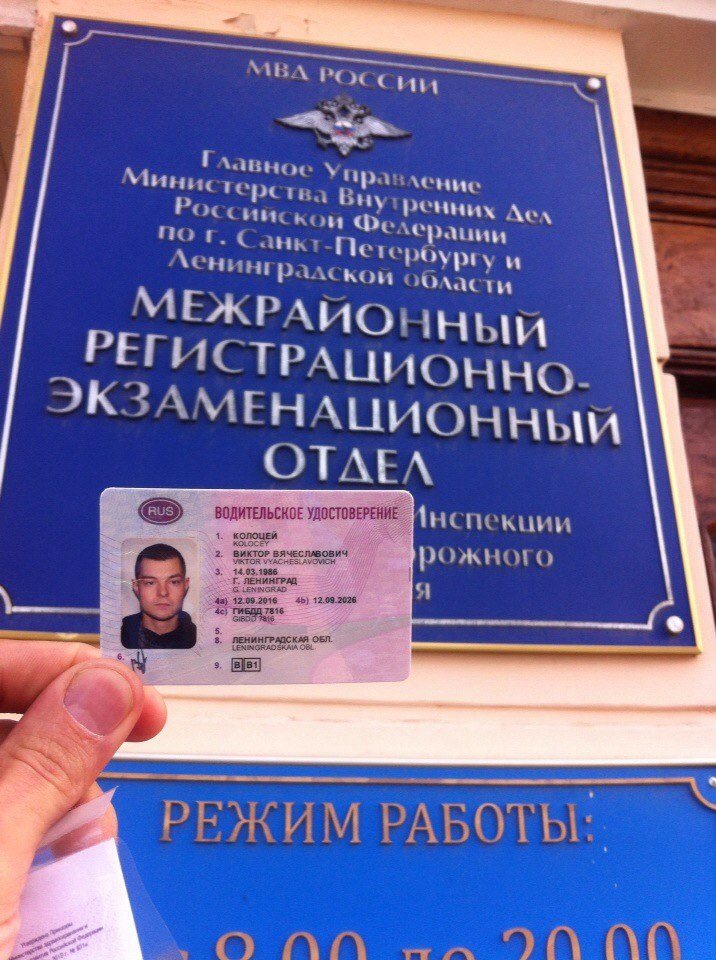 МВД РОССИИ
Главное Управление
Министерства Внутренних Дел
Российской Федерации
по г. Санкт-Петербургу и
Ленинградской области
МЕЖРАЙОННЫЙ
РЕГИСТРАЦИОННО-
ЭКЗАМЕНАЦИОННЫЙ
ОТДЕЛ
Инспекции
орожного
я
RUS
ВОДИТЕЛЬСКОЕ УДОСТОВЕРЕНИЕ
1. КОЛОЦЕЙ
KOLOCEY
2. ВИКТОР ВЯЧЕСЛАВОВИЧ
VIKTOR VYACHESLAVOVICH
3. 14.03.1986
Г. ЛЕНИНГРАД
G. LENINGRAD
4a) 12.09.2016 4b) 12.09.2026
4c) ГИБДД 7816
GIBDD 7816
5.
8. ЛЕНИНГРАДСКАЯ ОБЛ.
LENINGRADSKAIA OBL.
6.
9. B B1
РЕЖИМ РАБОТЫ:
8.00 до 20.00